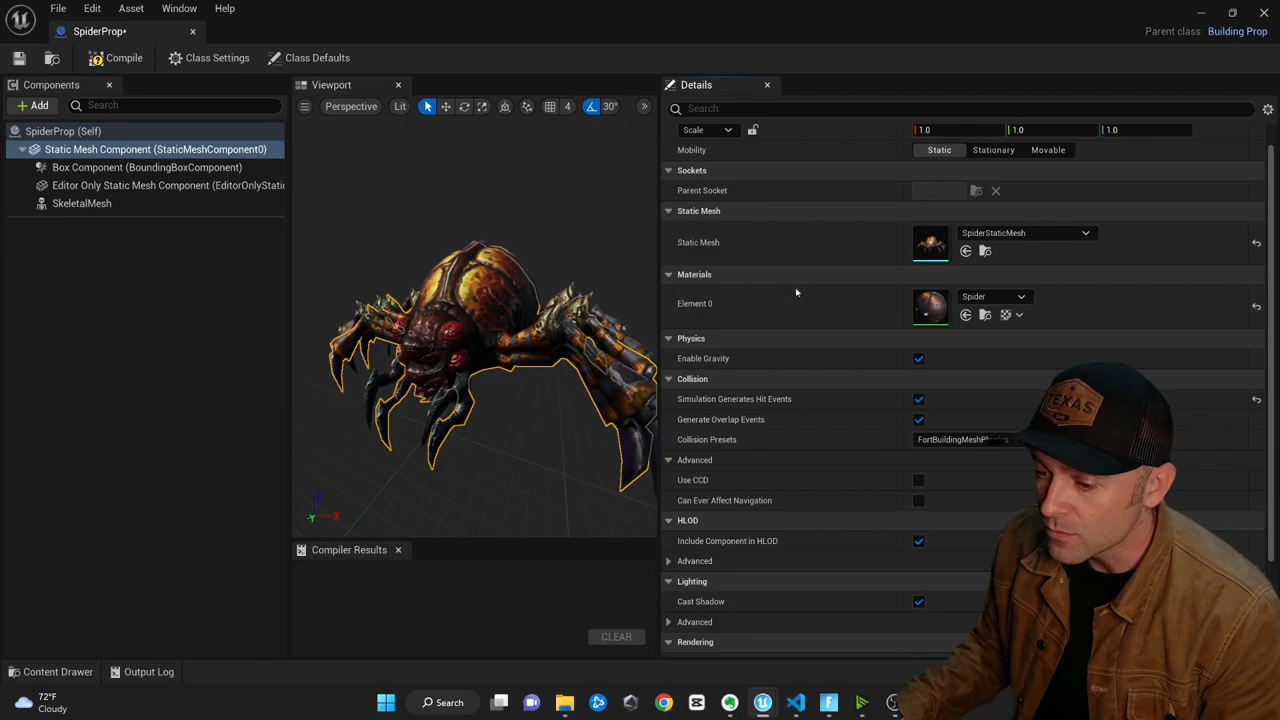 File Edit Asset Window Help
SpiderProp*
Parent class: Building Prop
Compile Class Settings Class Defaults
Components
Add Search
SpiderProp (Self)
Static Mesh Component (StaticMeshComponent0)
Box Component (BoundingBoxComponent)
Editor Only Static Mesh Component (EditorOnlyStati
SkeletalMesh
Viewport
Perspective Lit 4 30°
Compiler Results
CLEAR
Details
Search
Scale 1.0 1.0 1.0
Mobility Static Stationary Movable
Sockets
Parent Socket
Static Mesh
Static Mesh SpiderStaticMesh
Materials
Element 0 Spider
Physics
Enable Gravity
Collision
Simulation Generates Hit Events
Generate Overlap Events
Collision Presets FortBuildingMeshPhysics
Advanced
Use CCD
Can Ever Affect Navigation
HLOD
Include Component in HLOD
Advanced
Lighting
Cast Shadow
Advanced
Rendering
TEXAS
Content Drawer Output Log
72°F
Cloudy
Search